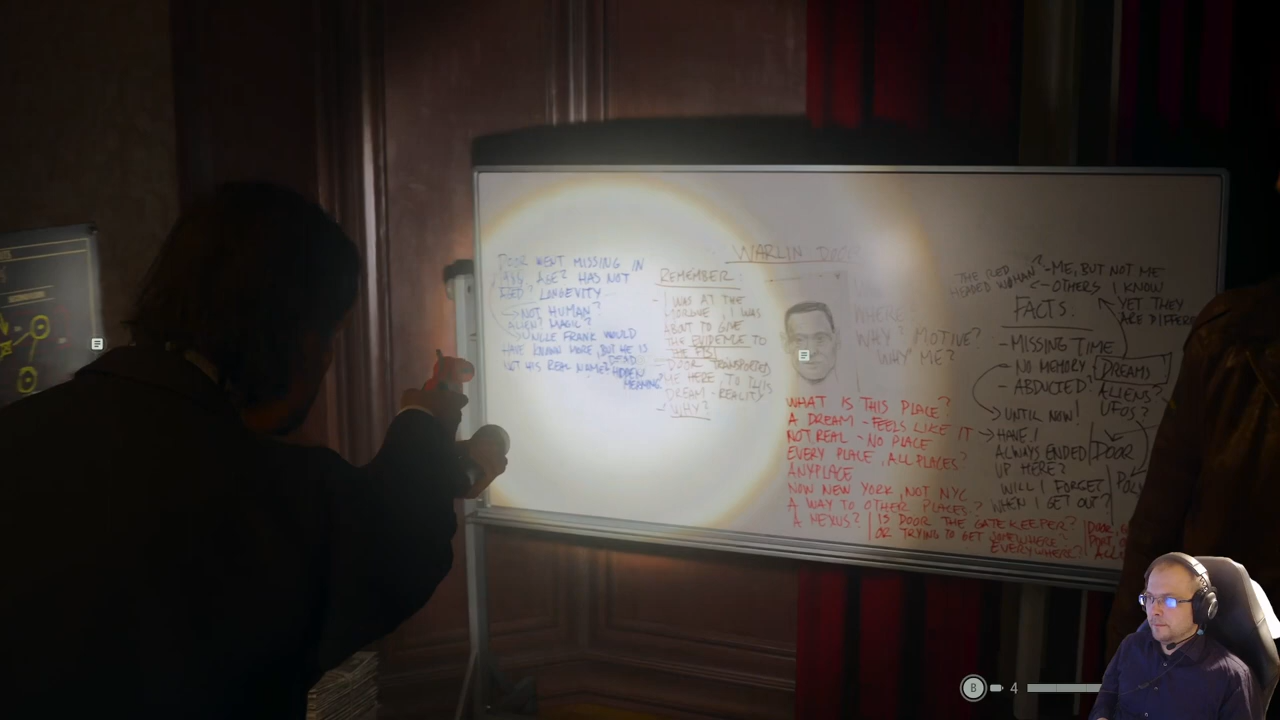 WARLIN DOOR
DOOR WENT MISSING IN
AGE? HAS NOT
LONGEVITY
NOT HUMAN?
ALIEN? MAGIC?
UNCLE FRANK WOULD
HAVE KNOWN MORE, BUT HE IS
DEAD
NOT HIS REAL NAME? HIDDEN
MEANING
REMEMBER:
- I WAS AT THE
MORGUE, I WAS
ABOUT TO GIVE
THE EVIDENCE TO
THE FBI
- DOOR TRANSPORTED
ME HERE, TO THIS
DREAM-REALITY
- WHY?
WHERE
WHY? MOTIVE?
WHY ME?
WHAT IS THIS PLACE?
A DREAM - FEELS LIKE IT
NOT REAL - NO PLACE
EVERY PLACE, ALL PLACES?
ANYPLACE
NOW NEW YORK, NOT NYC
A WAY TO OTHER PLACES?
A NEXUS?
IS DOOR THE GATEKEEPER?
OR TRYING TO GET SOMEWHERE?
EVERYWHERE?
THE RED
HEADED WOMAN?
- ME, BUT NOT ME
- OTHERS I KNOW
YET THEY
ARE DIFFERE
FACTS:
- MISSING TIME
NO MEMORY
DREAMS
- ABDUCTED?
ALIENS?
UFOS?
UNTIL NOW!
HAVE I
ALWAYS ENDED
UP HERE?
DOOR
WILL I FORGET
WHEN I GET OUT?
B 4